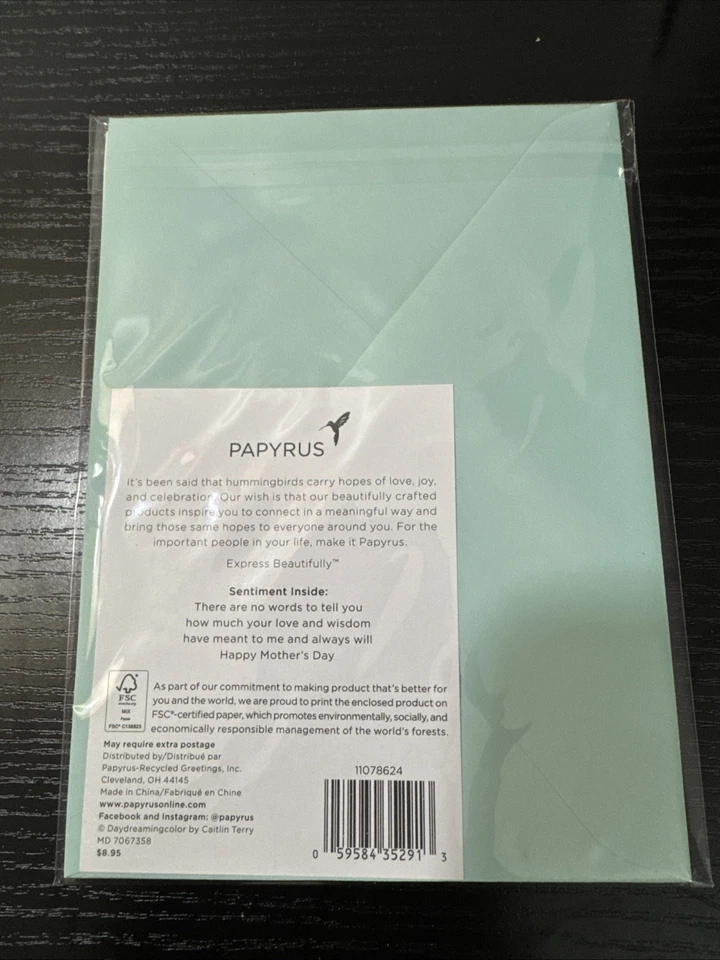 PAPYRUS
It's been said that hummingbirds carry hopes of love, joy,
and celebration. Our wish is that our beautifully crafted
products inspire you to connect in a meaningful way and
bring those same hopes to everyone around you. For the
important people in your life, make it Papyrus.
Express Beautifully™
Sentiment Inside:
There are no words to tell you
how much your love and wisdom
have meant to me and always will
Happy Mother's Day
FSC
MIX
Paper
FSC® C138825
As part of our commitment to making product that's better for
you and the world, we are proud to print the enclosed product on
FSC®-certified paper, which promotes environmentally, socially, and
economically responsible management of the world's forests.
May require extra postage
Distributed by/Distribué par
Papyrus-Recycled Greetings, Inc.
Cleveland, OH 44145
Made in China/Fabriqué en Chine
www.papyrusonline.com
Facebook and Instagram: @papyrus
© Daydreamingcolor by Caitlin Terry
MD 7067358
$8.95
11078624
0 59584 35291 3